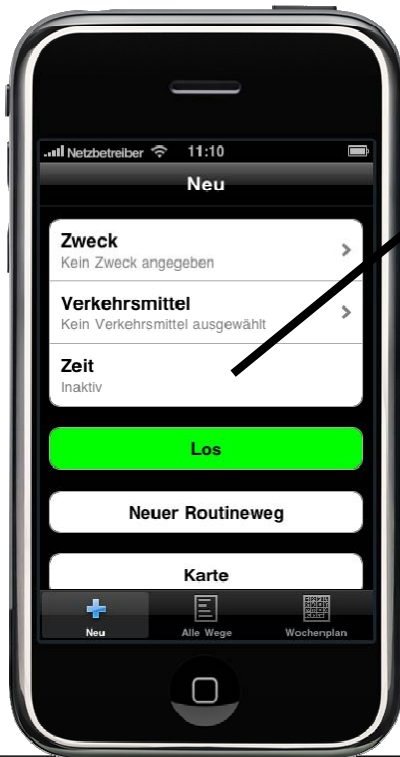 Netzbetreiber 11:10
Neu
Zweck
Kein Zweck angegeben
Verkehrsmittel
Kein Verkehrsmittel ausgewählt
Zeit
Inaktiv
Los
Neuer Routineweg
Karte
Neu Alle Wege Wochenplan